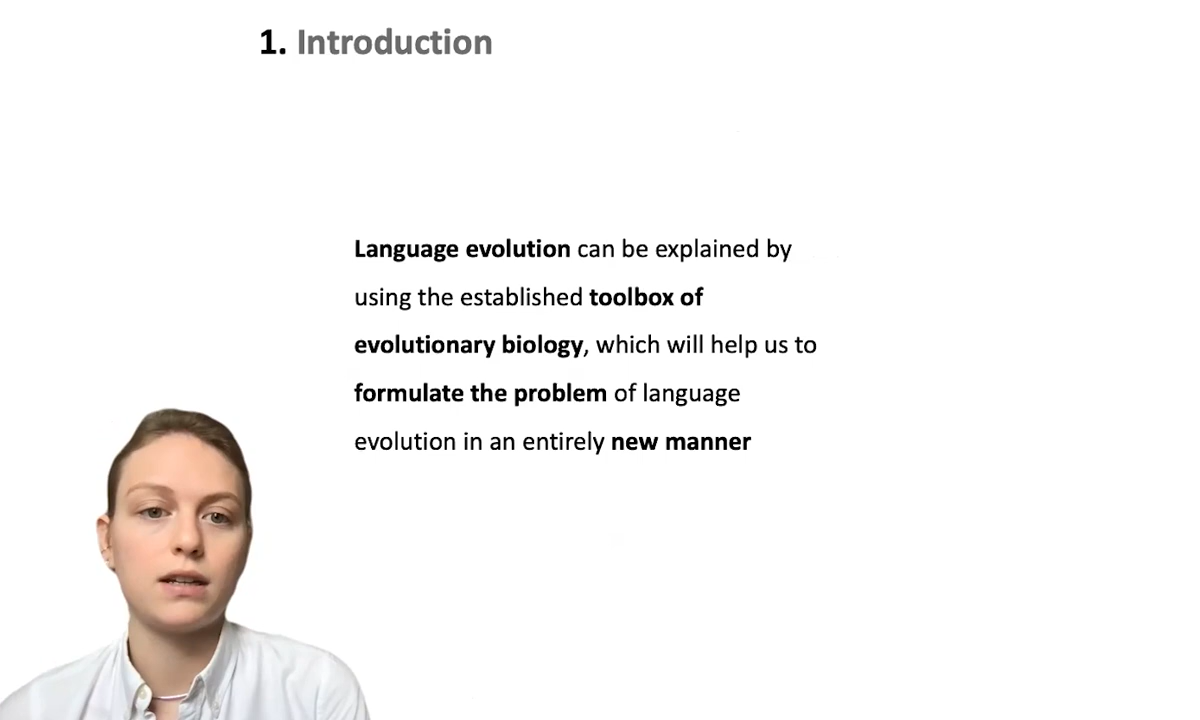 1. Introduction
Language evolution can be explained by
using the established toolbox of
evolutionary biology, which will help us to
formulate the problem of language
evolution in an entirely new manner